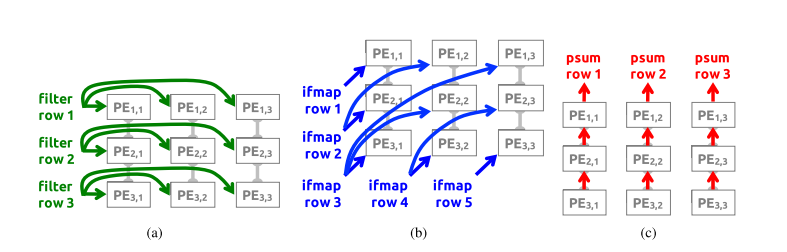 filter
row 1
PE1,1 PE1,2 PE1,3
filter
row 2
PE2,1 PE2,2 PE2,3
filter
row 3
PE3,1 PE3,2 PE3,3
(a)
PE1,1 PE1,2 PE1,3
ifmap
row 1
PE2,1 PE2,2 PE2,3
ifmap
row 2
PE3,1 PE3,2 PE3,3
ifmap ifmap ifmap
row 3 row 4 row 5
(b)
psum psum psum
row 1 row 2 row 3
PE1,1 PE1,2 PE1,3
PE2,1 PE2,2 PE2,3
PE3,1 PE3,2 PE3,3
(c)